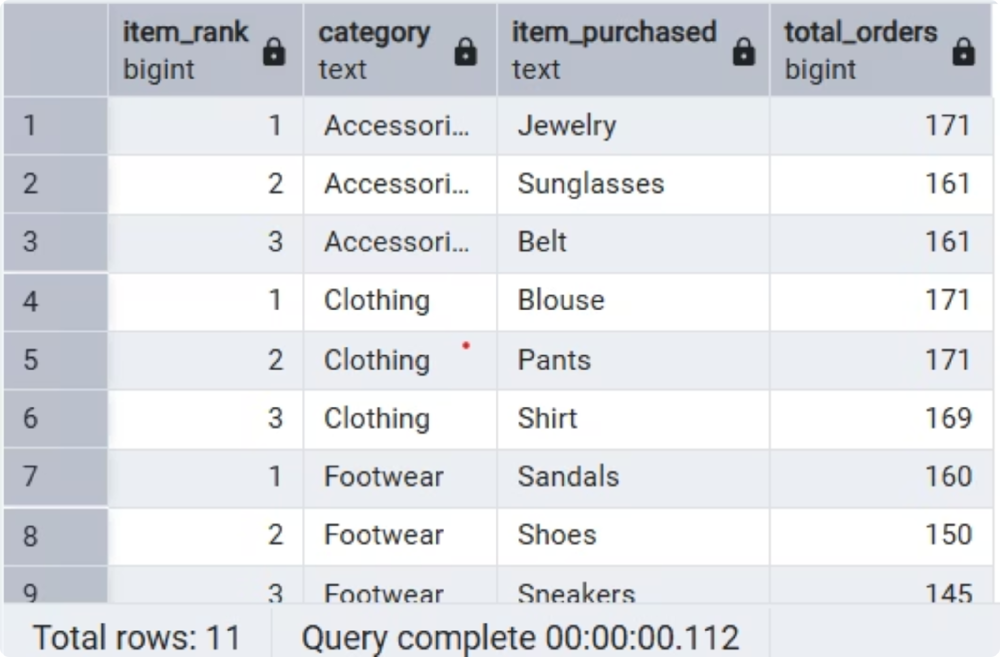 item_rank category item_purchased total_orders
bigint text text bigint
1 1 Accessori... Jewelry 171
2 2 Accessori... Sunglasses 161
3 3 Accessori... Belt 161
4 1 Clothing Blouse 171
5 2 Clothing Pants 171
6 3 Clothing Shirt 169
7 1 Footwear Sandals 160
8 2 Footwear Shoes 150
9 3 Footwear Sneakers 145
Total rows: 11 Query complete 00:00:00.112